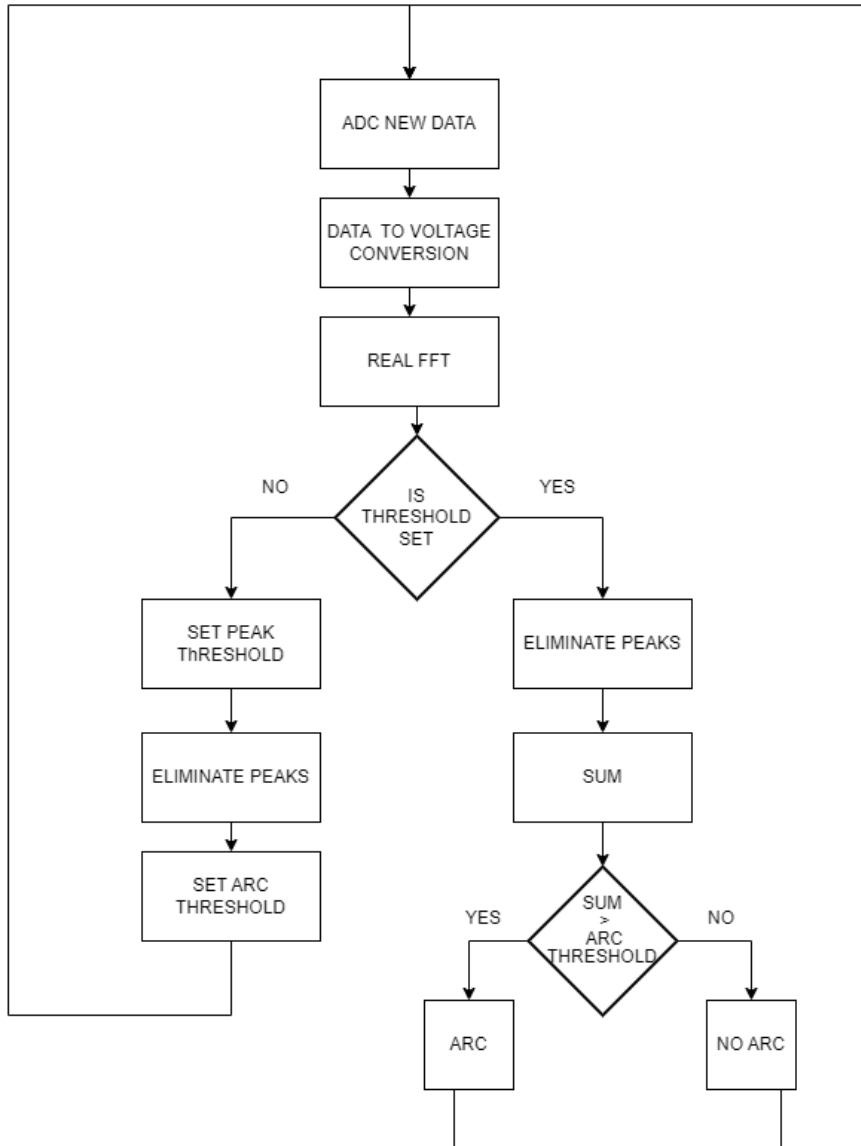 ADC NEW DATA
DATA TO VOLTAGE
CONVERSION
REAL FFT
NO
YES
IS
THRESHOLD
SET
SET PEAK
ThRESHOLD
ELIMINATE PEAKS
ELIMINATE PEAKS
SUM
SET ARC
THRESHOLD
YES
SUM
>
ARC
THRESHOLD
NO
ARC
NO ARC